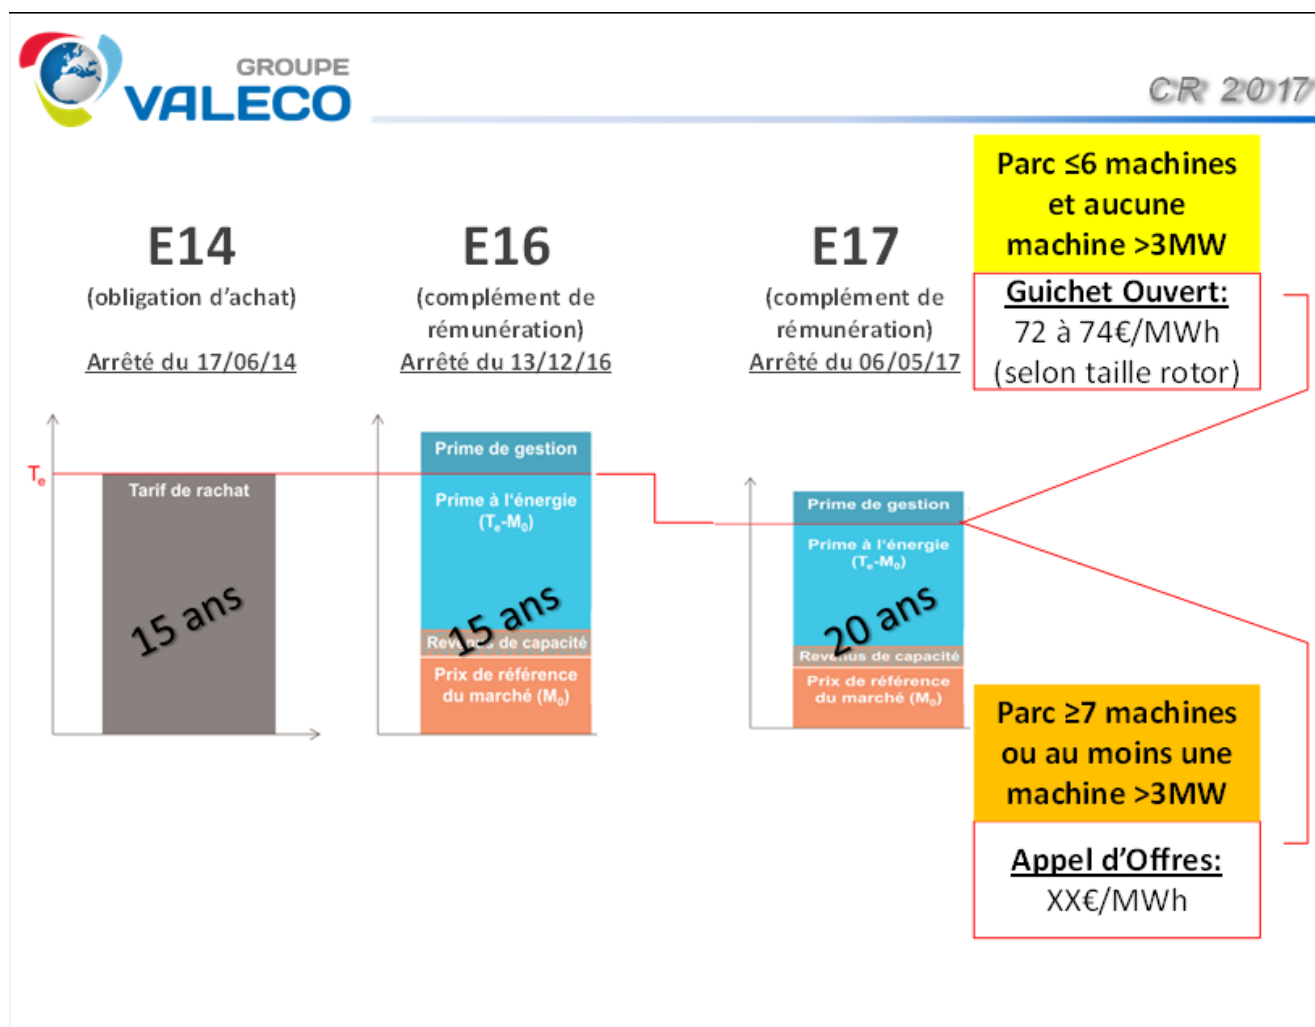 GROUPE
VALECO
CR 2017
E14
(obligation d’achat)
Arrêté du 17/06/14
E16
(complément de
rémunération)
Arrêté du 13/12/16
E17
(complément de
rémunération)
Arrêté du 06/05/17
Parc ≤6 machines
et aucune
machine >3MW
Guichet Ouvert:
72 à 74€/MWh
(selon taille rotor)
Te
Tarif de rachat
15 ans
Prime de gestion
Prime à l'énergie
(Te-M0)
15 ans
Revenus de capacité
Prix de référence
du marché (M0)
Prime de gestion
Prime à l'énergie
(Te-M0)
20 ans
Revenus de capacité
Prix de référence
du marché (M0)
Parc ≥7 machines
ou au moins une
machine >3MW
Appel d’Offres:
XX€/MWh